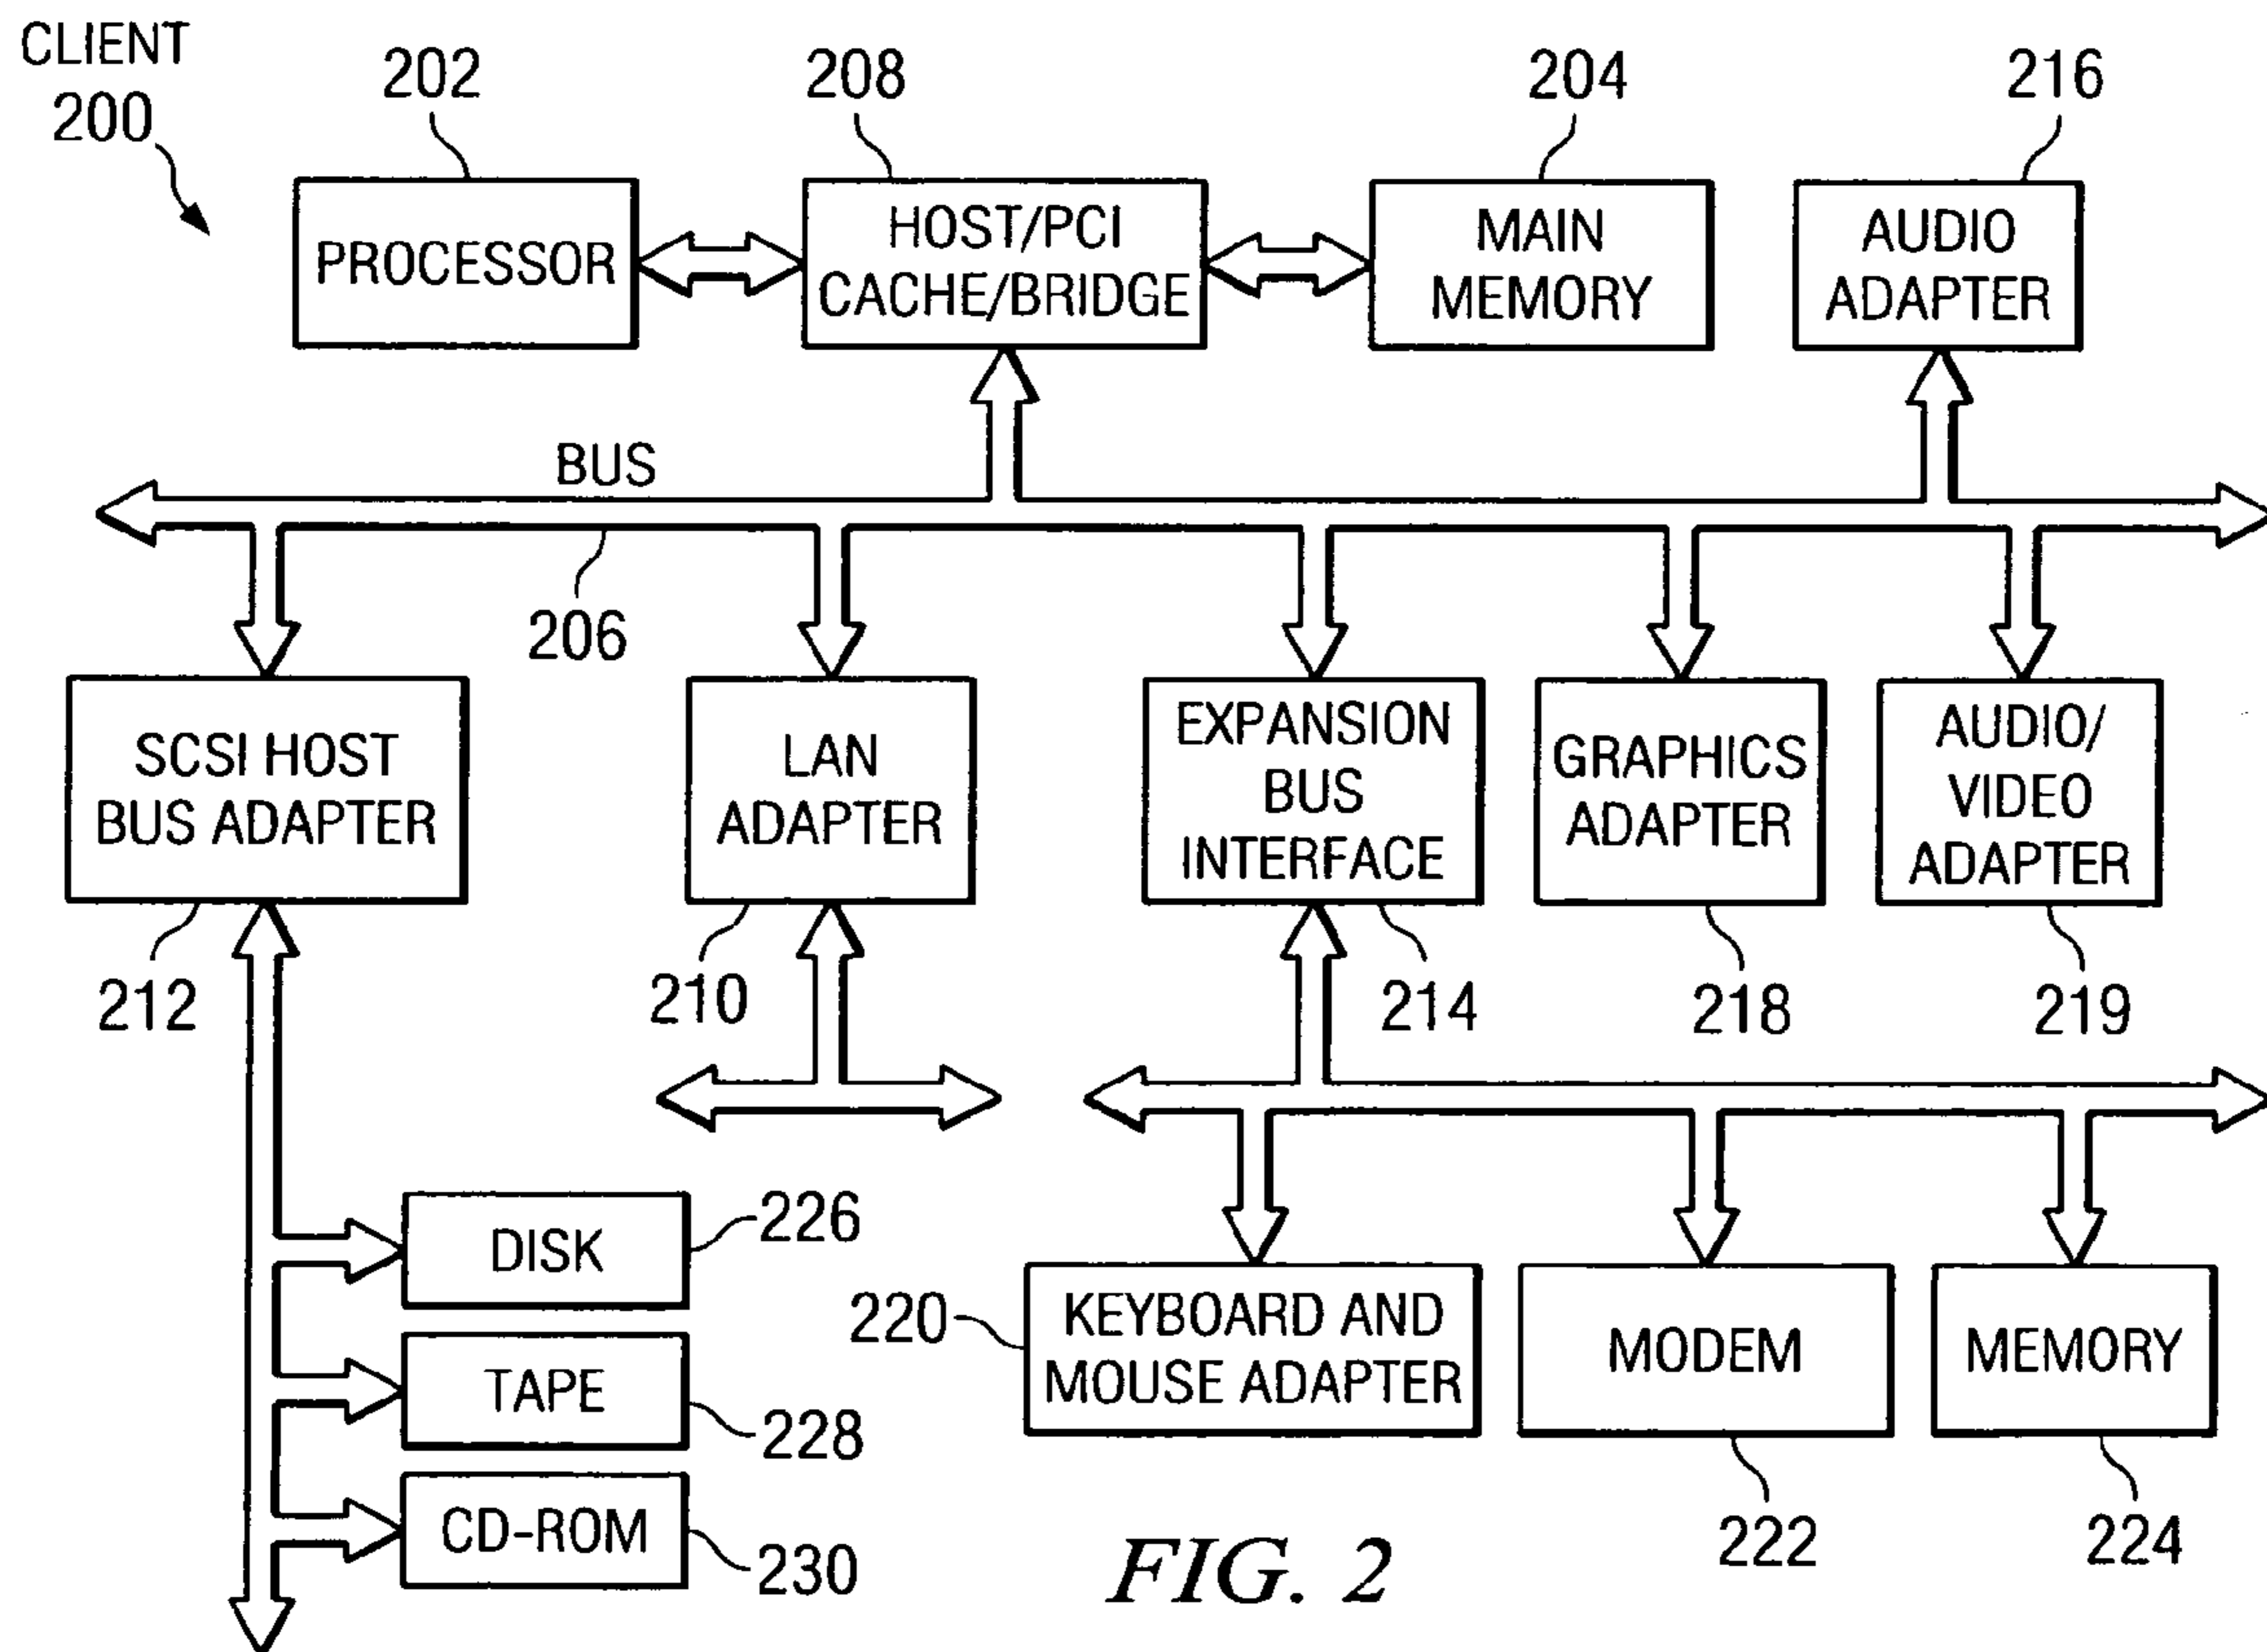 CLIENT
200
202
208
204
216
PROCESSOR
HOST/PCI
CACHE/BRIDGE
MAIN
MEMORY
AUDIO
ADAPTER
BUS
206
SCSI HOST
BUS ADAPTER
LAN
ADAPTER
EXPANSION
BUS
INTERFACE
GRAPHICS
ADAPTER
AUDIO/
VIDEO
ADAPTER
212
210
214
218
219
DISK
226
TAPE
228
CD-ROM
230
220
KEYBOARD AND
MOUSE ADAPTER
MODEM
MEMORY
222
224
FIG. 2